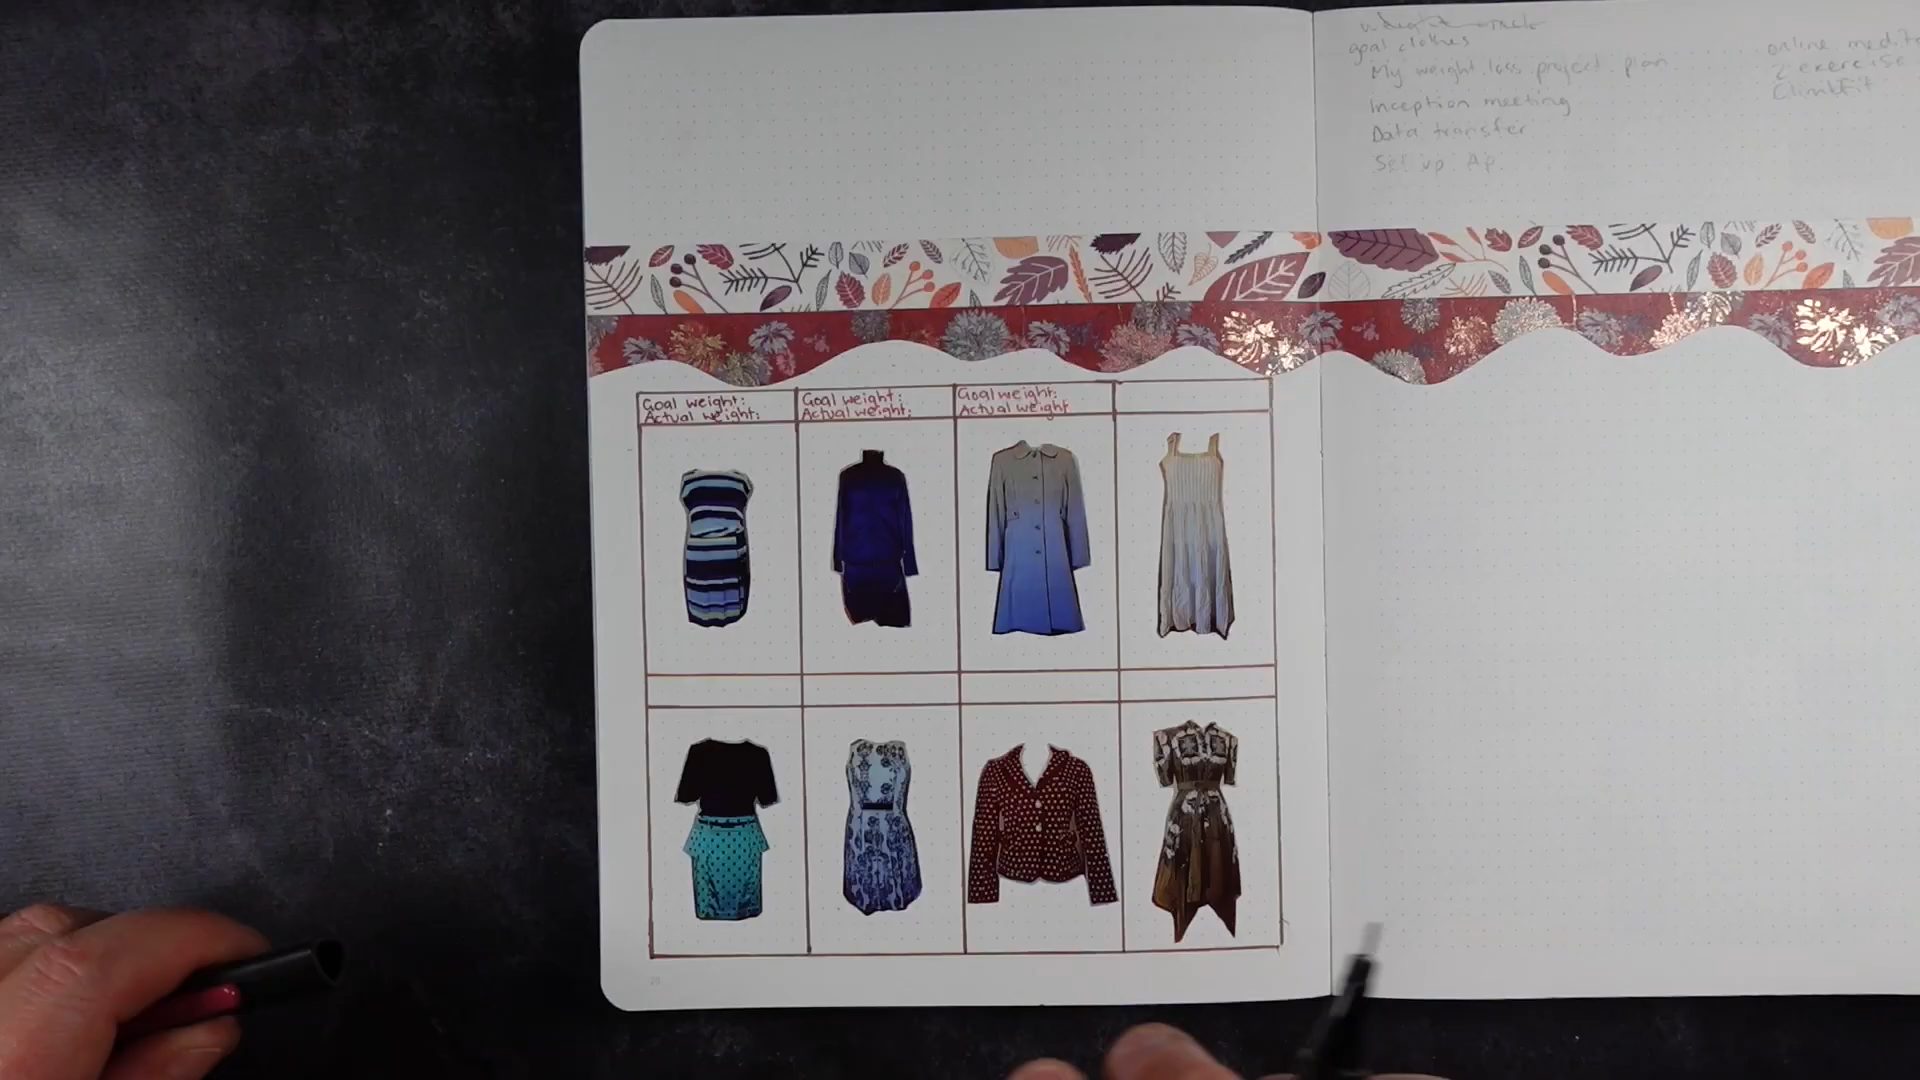 goal clothes
My weight loss project plan
Inception meeting
Data transfer
Set up Ap.
online
2 exercise
ClimbFit
Goal weight:
Actual weight:
Goal weight:
Actual weight:
Goal weight:
Actual weight